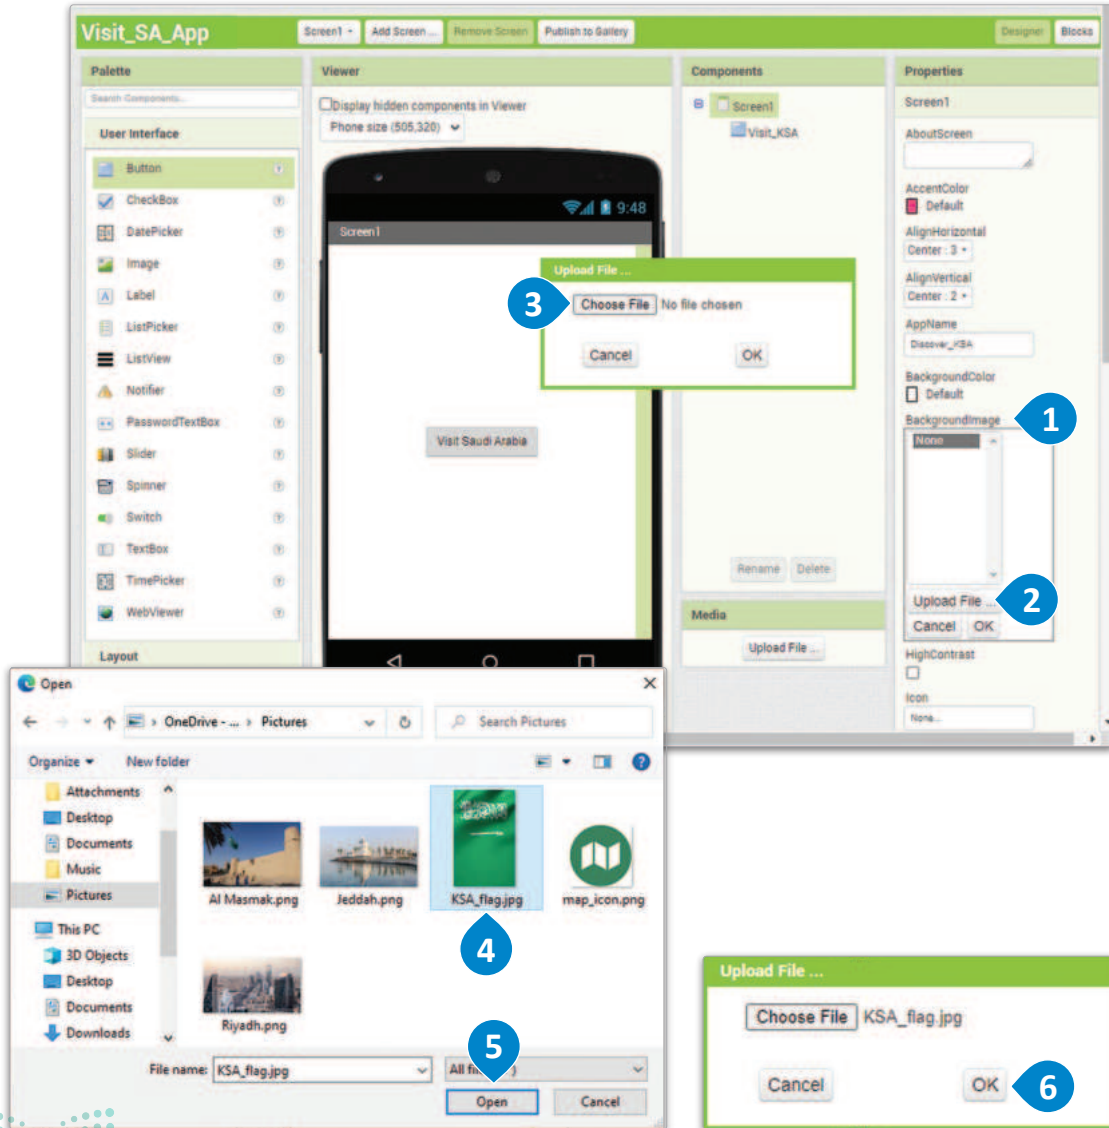 Visit_SA_App
Screen1
Add Screen ...
Remove Screen
Publish to Gallery
Designer
Blocks
Palette
Search Components...
User Interface
Button
CheckBox
DatePicker
Image
Label
ListPicker
ListView
Notifier
PasswordTextBox
Slider
Spinner
Switch
TextBox
TimePicker
WebViewer
Layout
Viewer
Display hidden components in Viewer
Phone size (505,320)
9:48
Screen1
Visit Saudi Arabia
Components
Screen1
Visit_KSA
Rename
Delete
Media
Upload File ...
Properties
Screen1
AboutScreen
AccentColor
Default
AlignHorizontal
Center : 3
AlignVertical
Center : 2
AppName
Discover_KSA
BackgroundColor
Default
BackgroundImage
1
None
Upload File ...
2
Cancel
OK
HighContrast
Icon
None...
Upload File ...
3
Choose File
No file chosen
Cancel
OK
Open
OneDrive - ... > Pictures
Search Pictures
Organize
New folder
Attachments
Desktop
Documents
Music
Pictures
This PC
3D Objects
Desktop
Documents
Downloads
Al Masmak.png
Jeddah.png
KSA_flag.jpg
map_icon.png
4
Riyadh.png
5
File name:
KSA_flag.jpg
Open
Cancel
Upload File ...
Choose File
KSA_flag.jpg
Cancel
OK
6